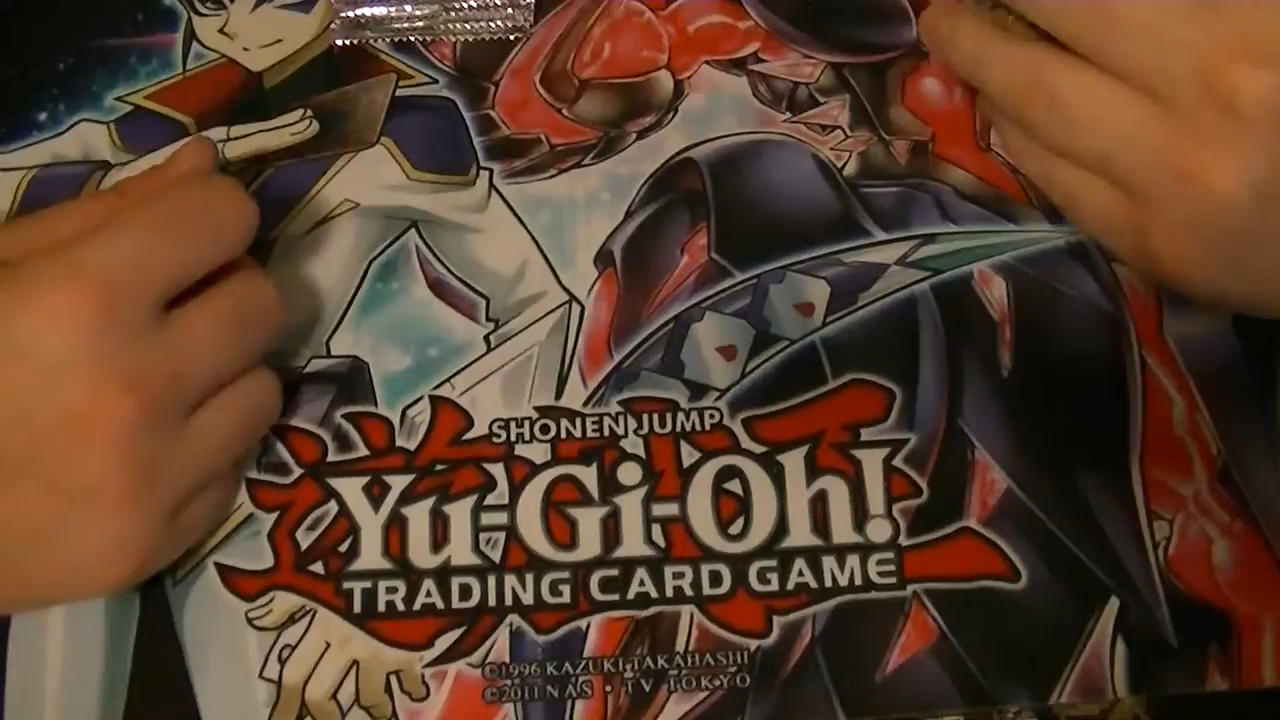 SHONEN JUMP
Yu-Gi-Oh!
TRADING CARD GAME
©1996 KAZUKI TAKAHASHI
©2011 NAS • TV TOKYO